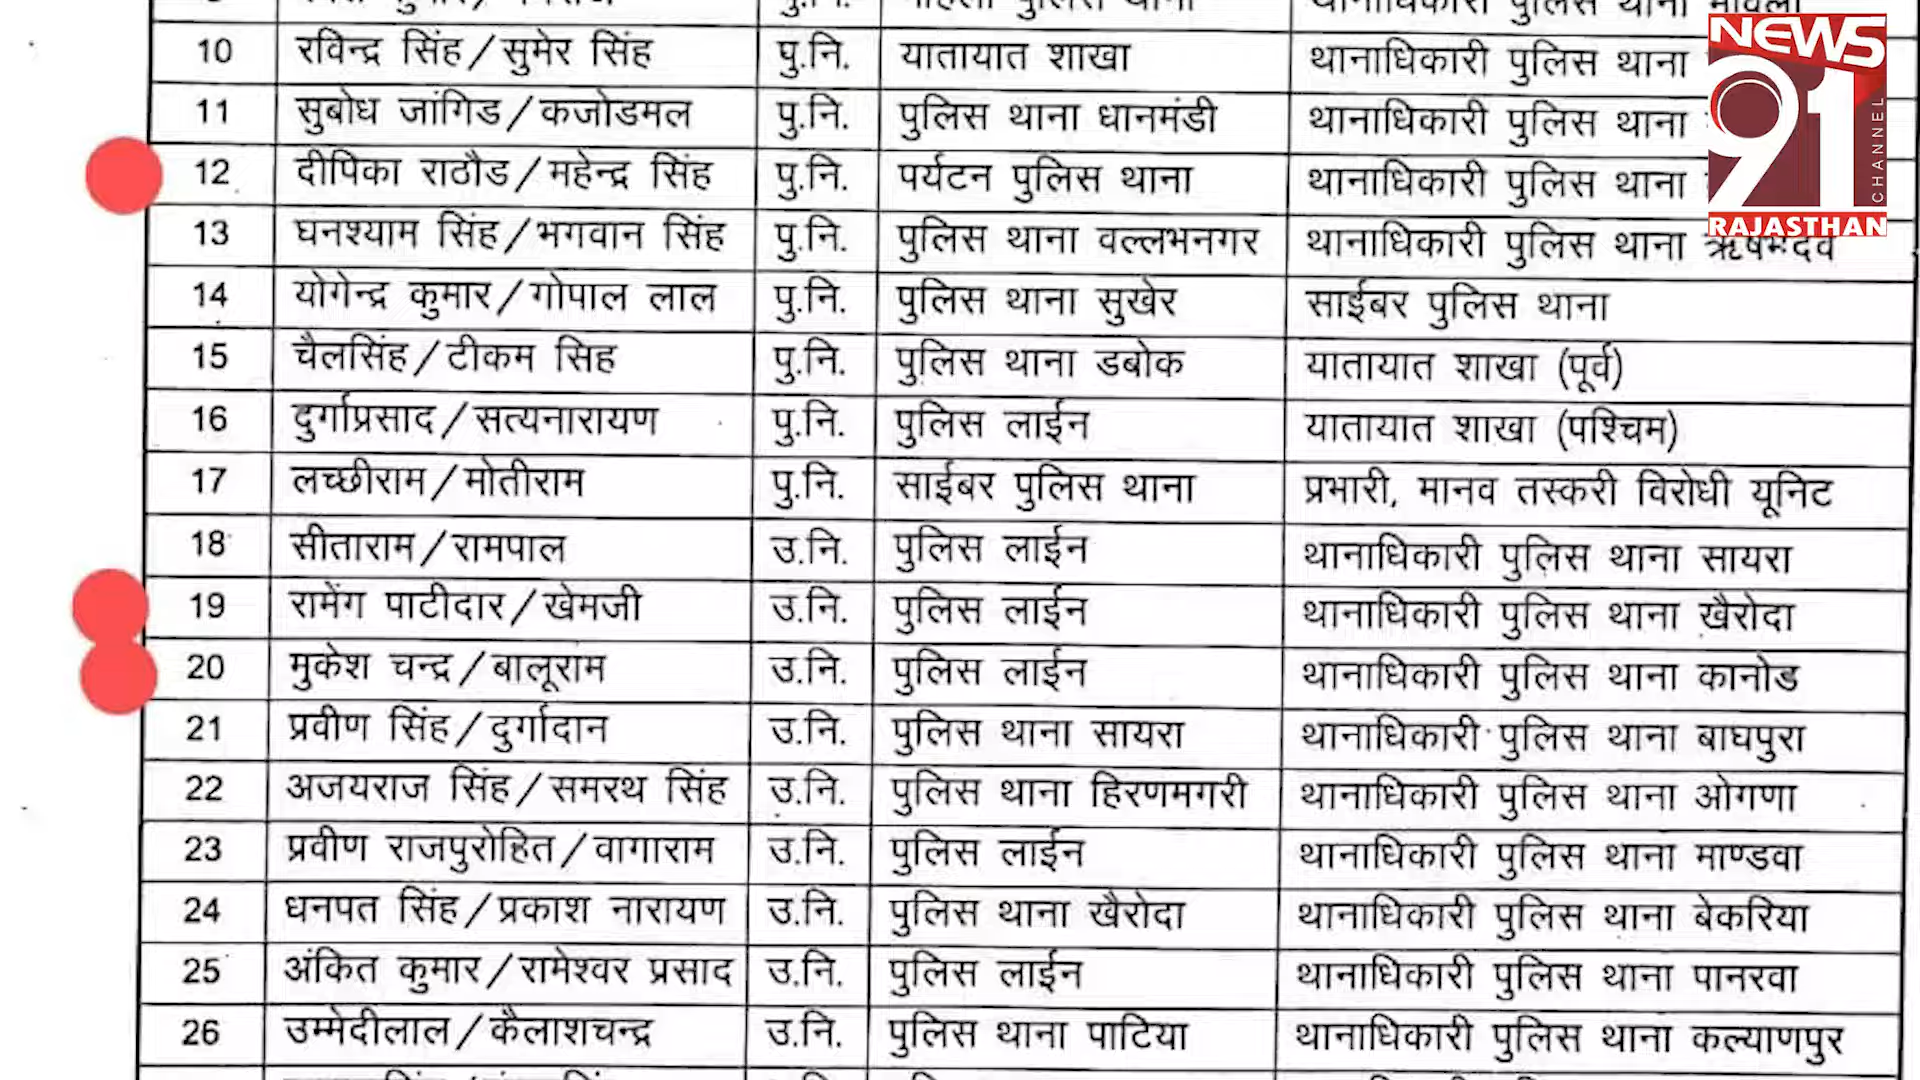 10 रविन्द्र सिंह/सुमेर सिंह पु.नि. यातायात शाखा थानाधिकारी पुलिस थाना
11 सुबोध जांगिड/कजोडमल पु.नि. पुलिस थाना धानमंडी थानाधिकारी पुलिस थाना
12 दीपिका राठौड/महेन्द्र सिंह पु.नि. पर्यटन पुलिस थाना थानाधिकारी पुलिस थाना
13 घनश्याम सिंह/भगवान सिंह पु.नि. पुलिस थाना वल्लभनगर थानाधिकारी पुलिस थाना ऋषभदेव
14 योगेन्द्र कुमार/गोपाल लाल पु.नि. पुलिस थाना सुखेर साईबर पुलिस थाना
15 चैलसिंह/टीकम सिह पु.नि. पुलिस थाना डबोक यातायात शाखा (पूर्व)
16 दुर्गाप्रसाद/सत्यनारायण पु.नि. पुलिस लाईन यातायात शाखा (पश्चिम)
17 लच्छीराम/मोतीराम पु.नि. साईबर पुलिस थाना प्रभारी, मानव तस्करी विरोधी यूनिट
18 सीताराम/रामपाल उ.नि. पुलिस लाईन थानाधिकारी पुलिस थाना सायरा
19 रामेंग पाटीदार/खेमजी उ.नि. पुलिस लाईन थानाधिकारी पुलिस थाना खैरोदा
20 मुकेश चन्द्र/बालूराम उ.नि. पुलिस लाईन थानाधिकारी पुलिस थाना कानोड
21 प्रवीण सिंह/दुर्गादान उ.नि. पुलिस थाना सायरा थानाधिकारी पुलिस थाना बाघपुरा
22 अजयराज सिंह/समरथ सिंह उ.नि. पुलिस थाना हिरणमगरी थानाधिकारी पुलिस थाना ओगणा
23 प्रवीण राजपुरोहित/वागाराम उ.नि. पुलिस लाईन थानाधिकारी पुलिस थाना माण्डवा
24 धनपत सिंह/प्रकाश नारायण उ.नि. पुलिस थाना खैरोदा थानाधिकारी पुलिस थाना बेकरिया
25 अंकित कुमार/रामेश्वर प्रसाद उ.नि. पुलिस लाईन थानाधिकारी पुलिस थाना पानरवा
26 उम्मेदीलाल/कैलाशचन्द्र उ.नि. पुलिस थाना पाटिया थानाधिकारी पुलिस थाना कल्याणपुर
NEWS
91
CHANNEL
RAJASTHAN